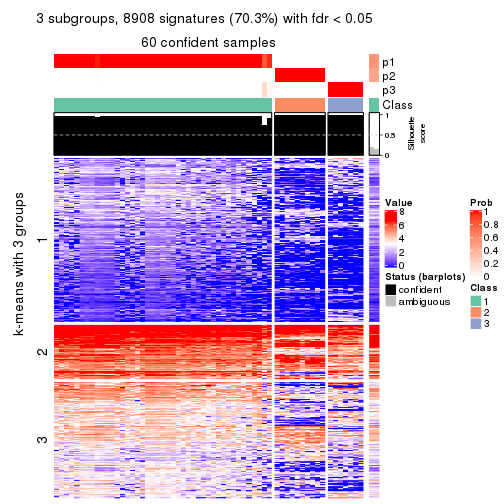 3 subgroups, 8908 signatures (70.3%) with fdr < 0.05
60 confident samples
p1
p2
p3
Class
1
0.5
0
Silhouette
score
k-means with 3 groups
1
2
3
Value
8
6
4
2
0
Status (barplots)
confident
ambiguous
Prob
1
0.8
0.6
0.4
0.2
0
Class
1
2
3